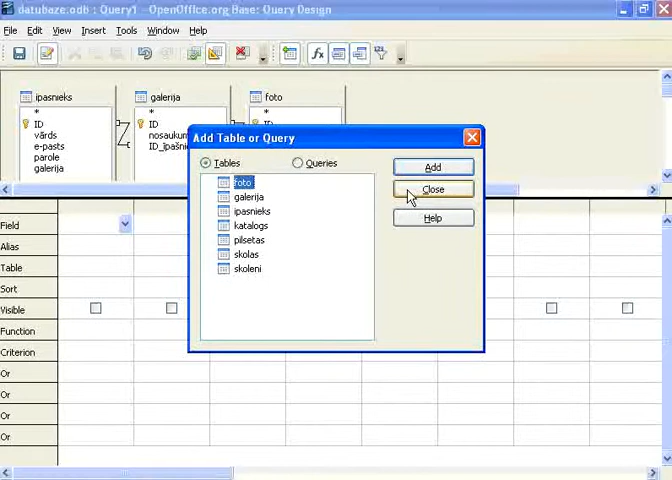 datubaze.odb : Query1 - OpenOffice.org Base: Query Design
File Edit View Insert Tools Window Help
ipasnieks
*
ID
vārds
e-pasts
parole
galerija
galerija
*
ID
ID_īpašni
foto
*
ID
Add Table or Query
Tables
Queries
foto
galerija
ipasnieks
katalogs
pilsetas
skolas
skoleni
Add
Close
Help
Field
Alias
Table
Sort
Visible
Function
Criterion
Or
Or
Or
Or